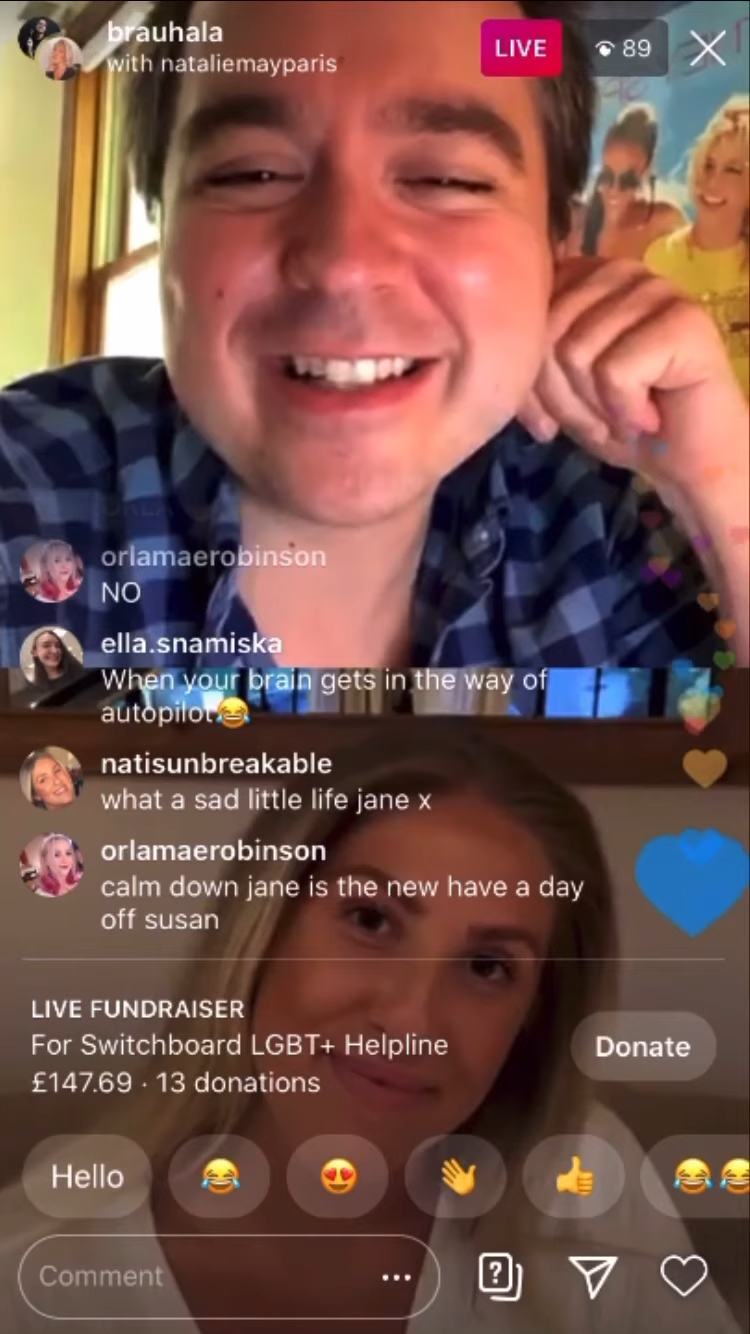 brauhala
with nataliemayparis
LIVE
89
orlamaerobinson
NO
ella.snamiska
When your brain gets in the way of
autopilot😂
natisunbreakable
what a sad little life jane x
orlamaerobinson
calm down jane is the new have a day
off susan
LIVE FUNDRAISER
For Switchboard LGBT+ Helpline
£147.69 · 13 donations
Donate
Hello
😂
😍
👋
👍
😂😂
Comment